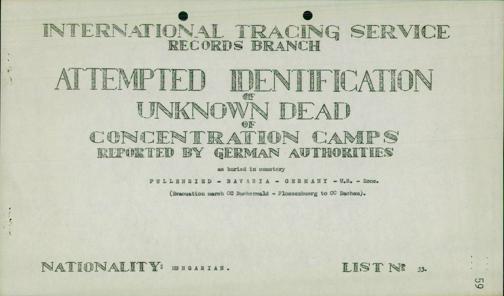 INTERNATIONAL TRACING SERVICE
RECORDS BRANCH
ATTEMPTED IDENTIFICATION
OF
UNKNOWN DEAD
OF
CONCENTRATION CAMPS
REPORTED BY GERMAN AUTHORITIES
as buried in cemetery
PULLENRIED - BAVARIA - GERMANY - U.S. - Zone.
(Evacuation march CC Buchenwald - Flossenbuerg to CC Dachau).
NATIONALITY: HUNGARIAN.
LIST Nº 33.
59